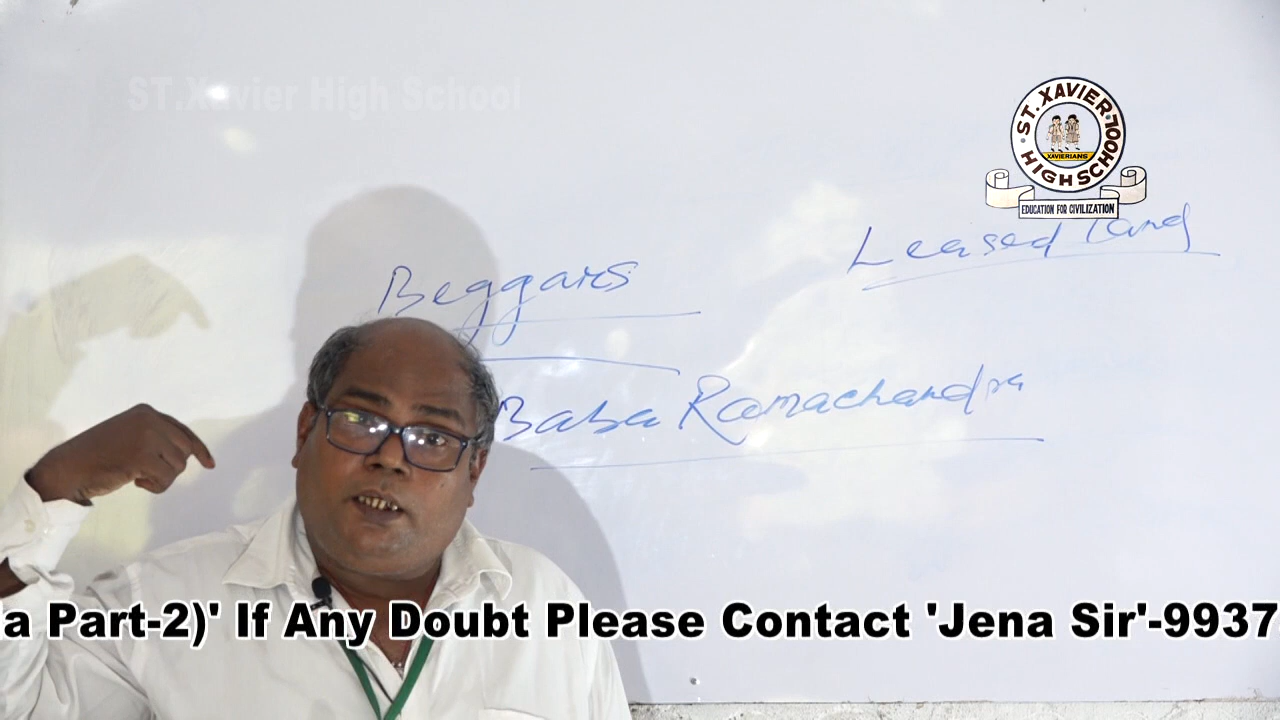 ST.Xavier High School
ST. XAVIER HIGH SCHOOL
XAVIERIANS
EDUCATION FOR CIVILIZATION
Leased Land
Beggars
Baba Ramachandra
a Part-2)' If Any Doubt Please Contact 'Jena Sir'-9937